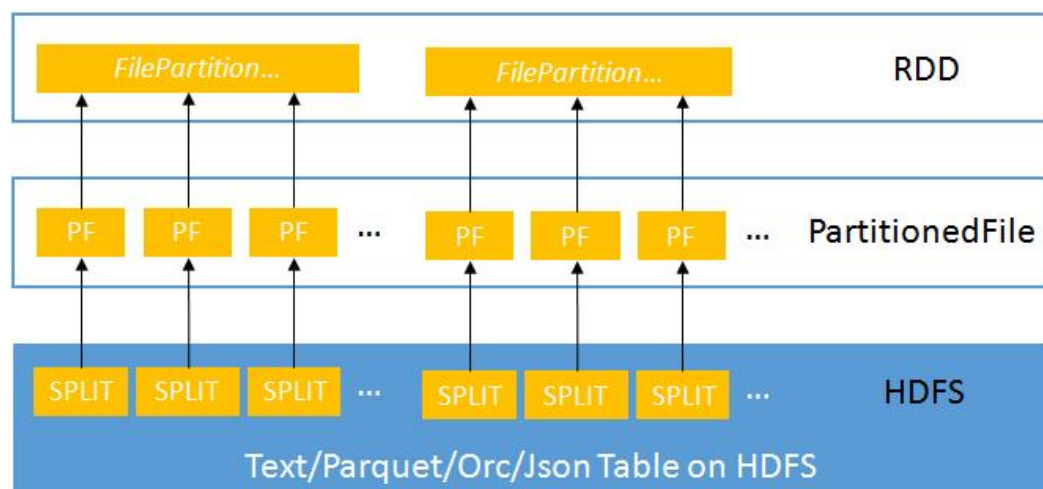 FilePartition... FilePartition... RDD
PF PF PF ... PF PF PF ... PartitionedFile
SPLIT SPLIT SPLIT ... SPLIT SPLIT SPLIT ... HDFS
Text/Parquet/Orc/Json Table on HDFS